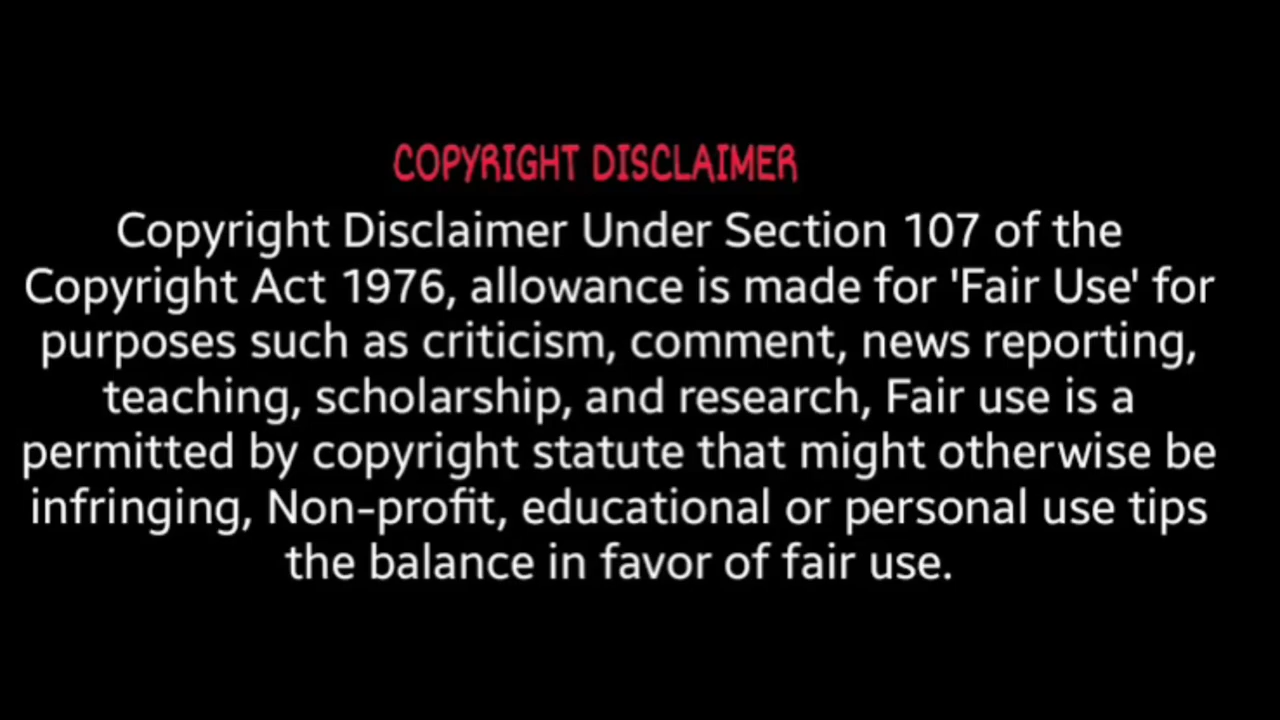 COPYRIGHT DISCLAIMER
Copyright Disclaimer Under Section 107 of the
Copyright Act 1976, allowance is made for 'Fair Use' for
purposes such as criticism, comment, news reporting,
teaching, scholarship, and research, Fair use is a
permitted by copyright statute that might otherwise be
infringing, Non-profit, educational or personal use tips
the balance in favor of fair use.